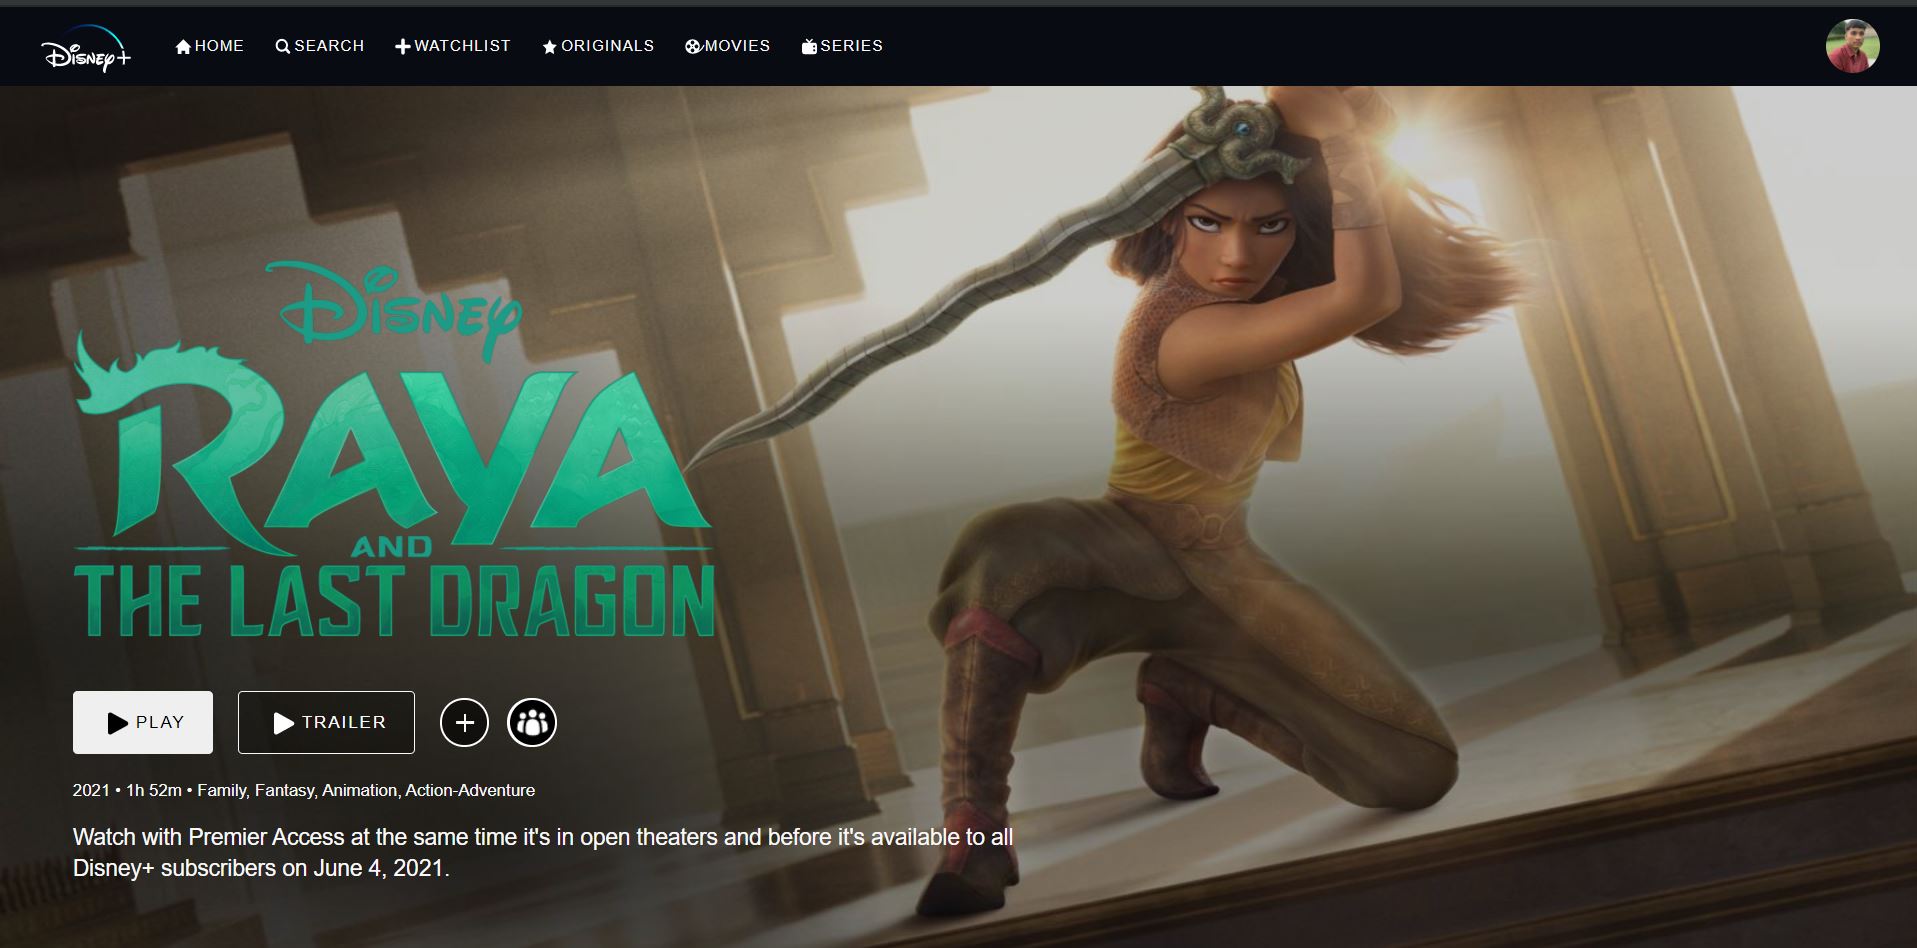 Disney+
HOME SEARCH WATCHLIST ORIGINALS MOVIES SERIES
Disney
RAYA
AND
THE LAST DRAGON
PLAY TRAILER
2021 • 1h 52m • Family, Fantasy, Animation, Action-Adventure
Watch with Premier Access at the same time it's in open theaters and before it's available to all
Disney+ subscribers on June 4, 2021.